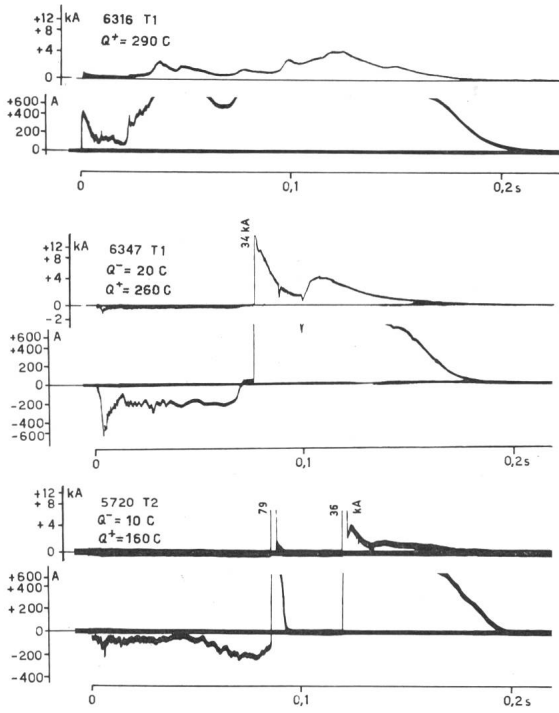 +12 kA
+8
+4
0
6316 T1
Q⁺ = 290 C
+600 A
+400
200
0
0 0,1 0,2 s
+12 kA
+8
+4
0
-2
6347 T1
Q⁻ = 20 C
Q⁺ = 260 C
34 kA
+600 A
+400
200
0
-200
-400
-600
0 0,1 0,2 s
+12 kA
+8
+4
0
5720 T2
Q⁻ = 10 C
Q⁺ = 160 C
79
36 kA
+600 A
+400
+200
0
-200
-400
0 0,1 0,2 s